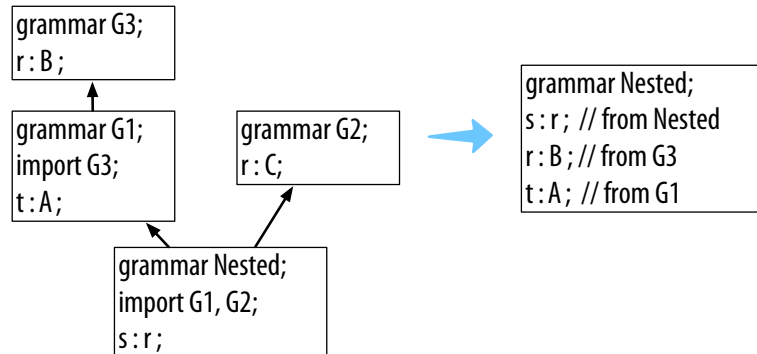 grammar G3;
r : B ;
grammar G1;
import G3;
t : A ;
grammar G2;
r : C ;
grammar Nested;
import G1, G2;
s : r ;
grammar Nested;
s : r ; // from Nested
r : B ; // from G3
t : A ; // from G1